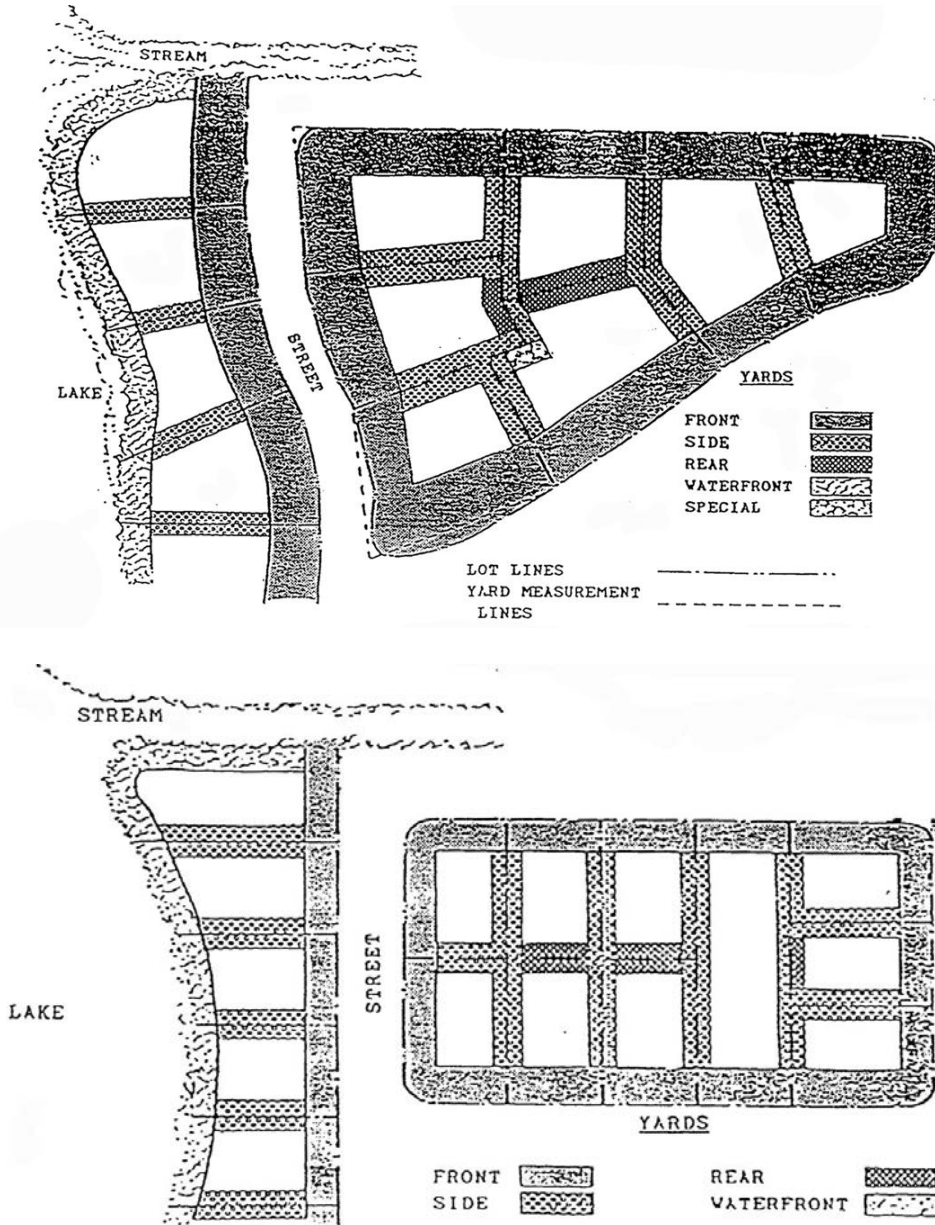 STREAM
STREET
LAKE
YARDS
FRONT
SIDE
REAR
WATERFRONT
SPECIAL
LOT LINES
YARD MEASUREMENT
LINES
STREAM
LAKE
STREET
YARDS
FRONT
SIDE
REAR
WATERFRONT